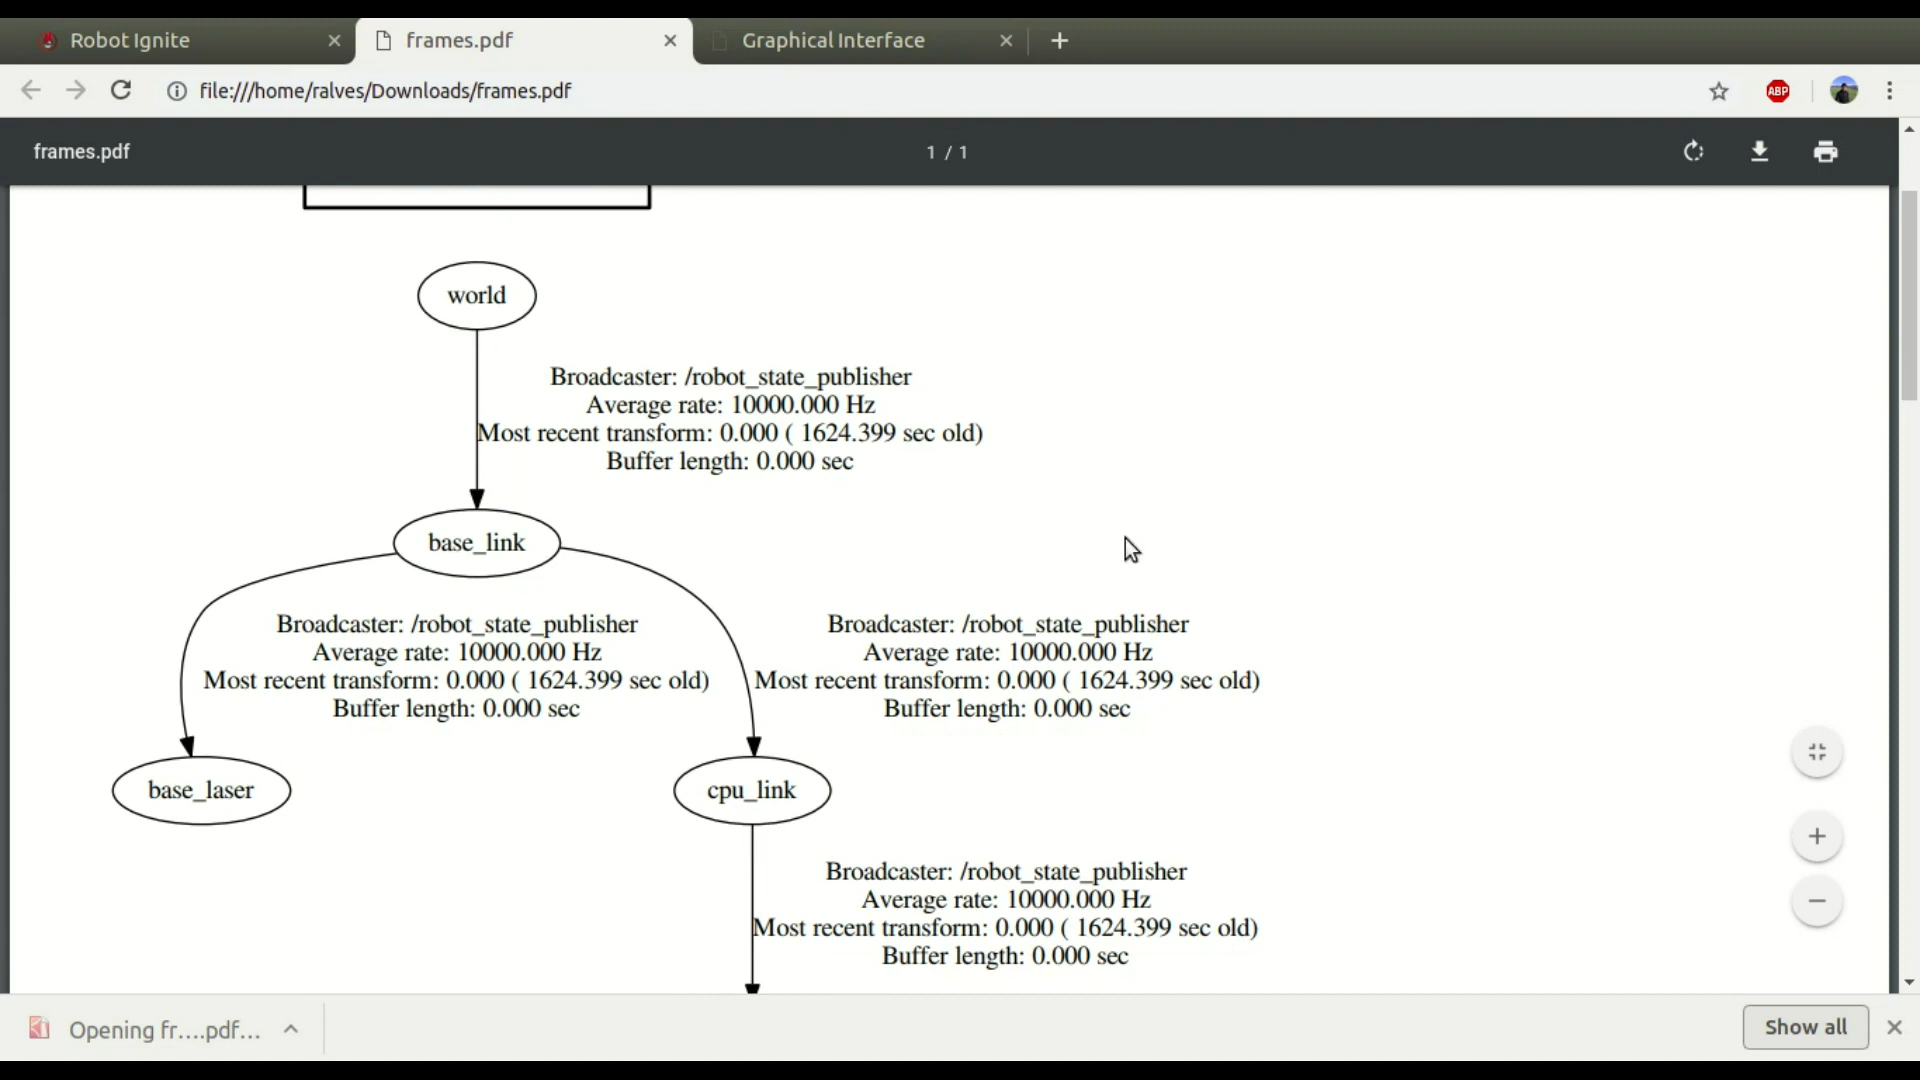 Robot Ignite
frames.pdf
Graphical Interface
file:///home/ralves/Downloads/frames.pdf
ABP
frames.pdf
1 / 1
world
Broadcaster: /robot_state_publisher
Average rate: 10000.000 Hz
Most recent transform: 0.000 ( 1624.399 sec old)
Buffer length: 0.000 sec
base_link
Broadcaster: /robot_state_publisher
Average rate: 10000.000 Hz
Most recent transform: 0.000 ( 1624.399 sec old)
Buffer length: 0.000 sec
Broadcaster: /robot_state_publisher
Average rate: 10000.000 Hz
Most recent transform: 0.000 ( 1624.399 sec old)
Buffer length: 0.000 sec
base_laser
cpu_link
Broadcaster: /robot_state_publisher
Average rate: 10000.000 Hz
Most recent transform: 0.000 ( 1624.399 sec old)
Buffer length: 0.000 sec
Opening fr....pdf...
Show all